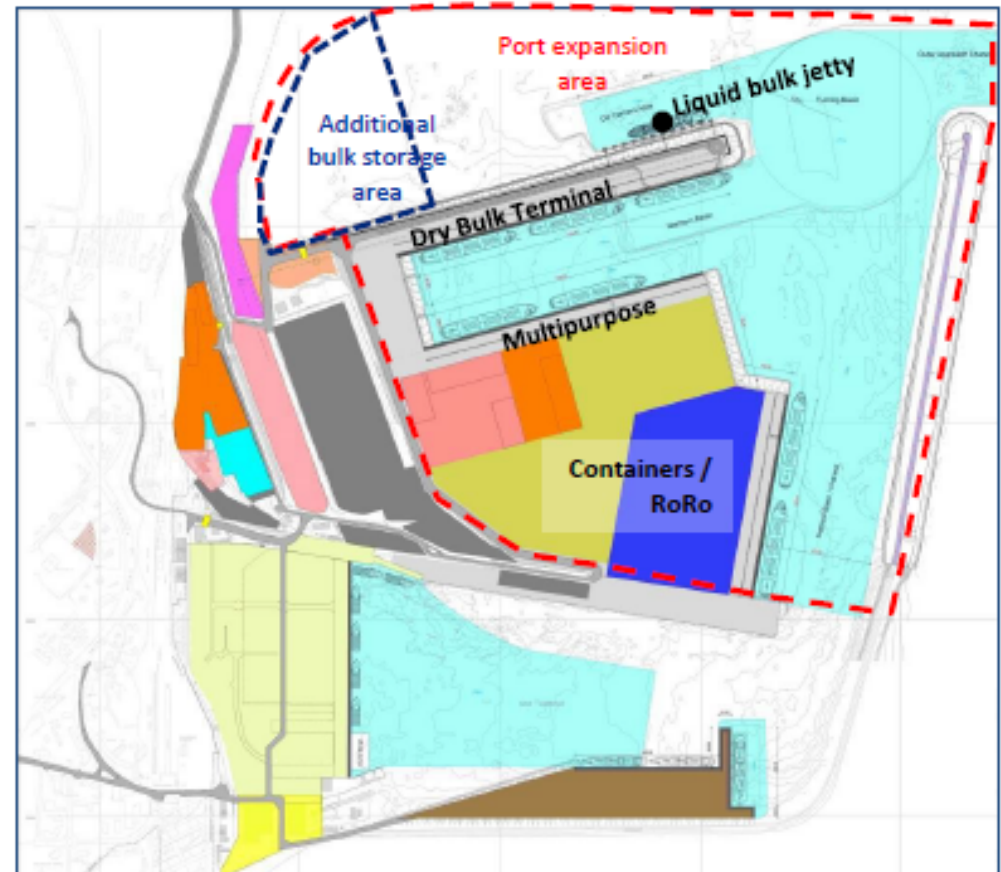 Port expansion
area
Liquid bulk jetty
Additional
bulk storage
area
Dry Bulk Terminal
Multipurpose
Containers /
RoRo